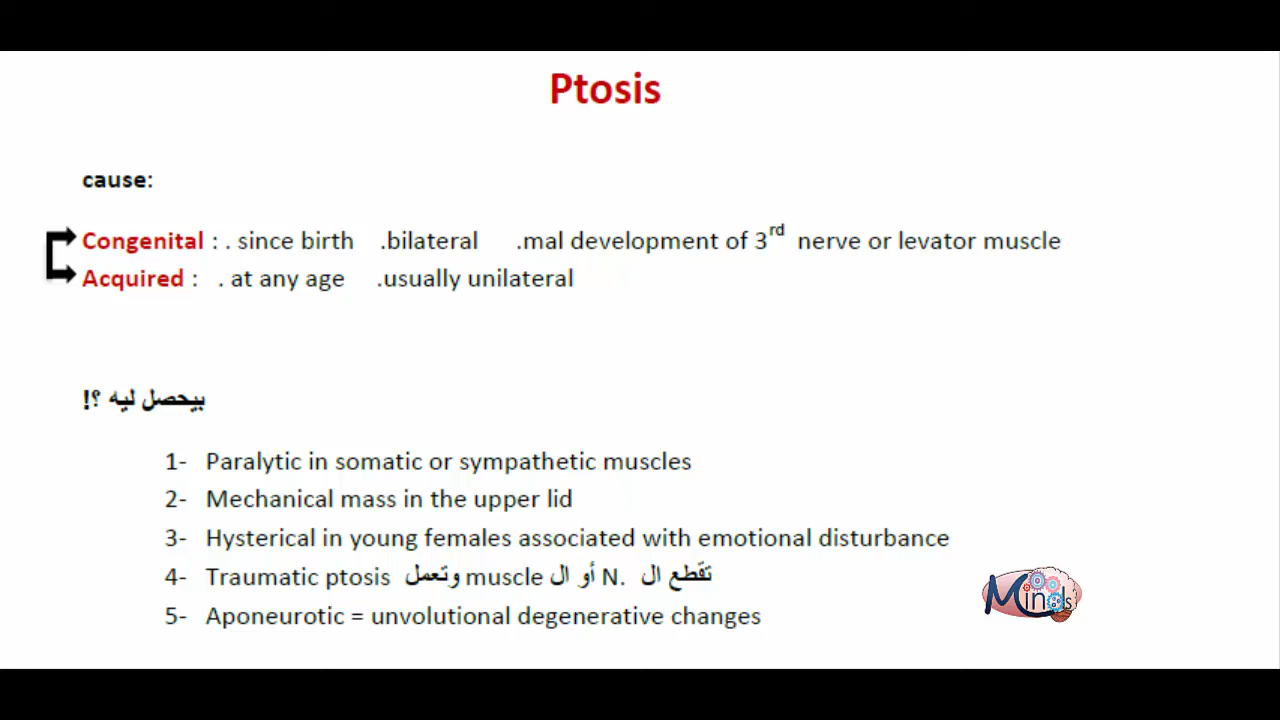 Ptosis
cause:
Congenital : . since birth .bilateral .mal development of 3rd nerve or levator muscle
Acquired : . at any age .usually unilateral
بيحصل ليه ؟!
1- Paralytic in somatic or sympathetic muscles
2- Mechanical mass in the upper lid
3- Hysterical in young females associated with emotional disturbance
4- Traumatic ptosis وتعمل muscle أو ال N. تقطع ال
5- Aponeurotic = unvolutional degenerative changes
Minds